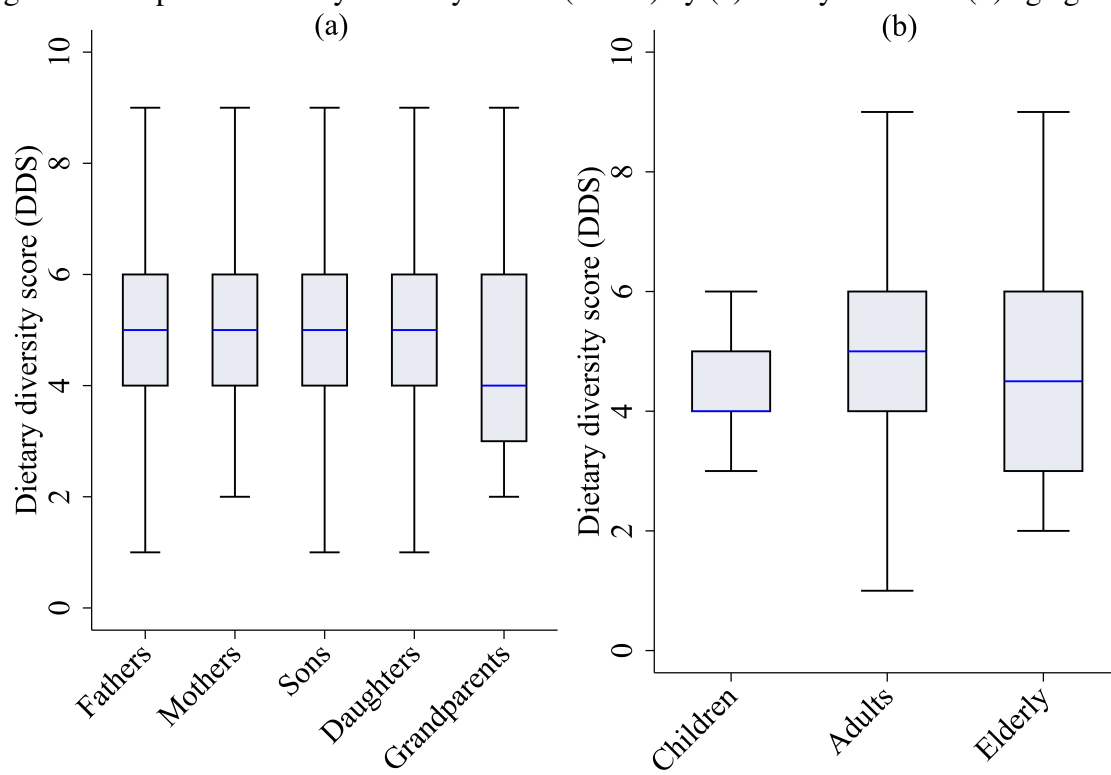 (a)
(b)
Dietary diversity score (DDS)
10
8
6
4
2
0
Fathers
Mothers
Sons
Daughters
Grandparents
Dietary diversity score (DDS)
10
8
6
4
2
0
Children
Adults
Elderly